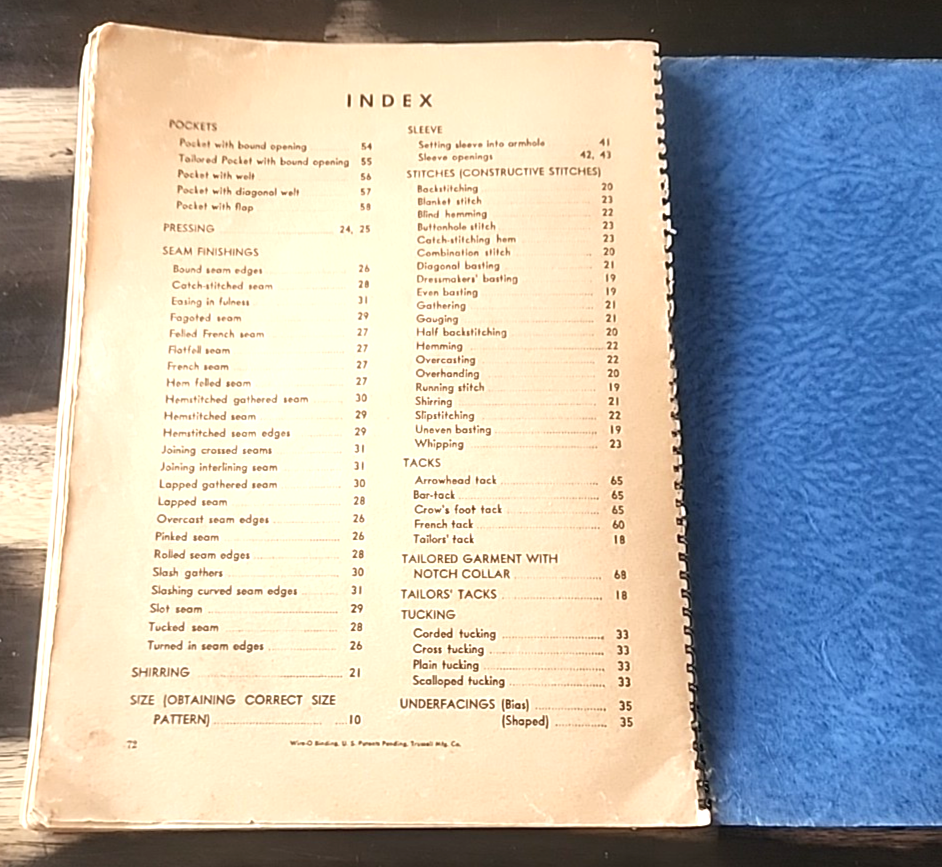 INDEX
POCKETS
Pocket with bound opening 54
Tailored Pocket with bound opening 55
Pocket with welt 56
Pocket with diagonal welt 57
Pocket with flap 58
PRESSING 24, 25
SEAM FINISHINGS
Bound seam edges 26
Catch-stitched seam 28
Easing in fulness 31
Fagoted seam 29
Felled French seam 27
Flatfell seam 27
French seam 27
Hem felled seam 27
Hemstitched gathered seam 30
Hemstitched seam 29
Hemstitched seam edges 29
Joining crossed seams 31
Joining interlining seam 31
Lapped gathered seam 30
Lapped seam 28
Overcast seam edges 26
Pinked seam 26
Rolled seam edges 28
Slash gathers 30
Slashing curved seam edges 31
Slot seam 29
Tucked seam 28
Turned in seam edges 26
SHIRRING 21
SIZE (OBTAINING CORRECT SIZE
PATTERN) 10
SLEEVE
Setting sleeve into armhole 41
Sleeve openings 42, 43
STITCHES (CONSTRUCTIVE STITCHES)
Backstitching 20
Blanket stitch 23
Blind hemming 22
Buttonhole stitch 23
Catch-stitching hem 23
Combination stitch 20
Diagonal basting 21
Dressmakers' basting 19
Even basting 19
Gathering 21
Gauging 21
Half backstitching 20
Hemming 22
Overcasting 22
Overhanding 20
Running stitch 19
Shirring 21
Slipstitching 22
Uneven basting 19
Whipping 23
TACKS
Arrowhead tack 65
Bar-tack 65
Crow's foot tack 65
French tack 60
Tailors' tack 18
TAILORED GARMENT WITH
NOTCH COLLAR 68
TAILORS' TACKS 18
TUCKING
Corded tucking 33
Cross tucking 33
Plain tucking 33
Scalloped tucking 33
UNDERFACINGS (Bias) 35
(Shaped) 35
72
Wire-O Binding, U. S. Patents Pending, Trussell Mfg. Co.